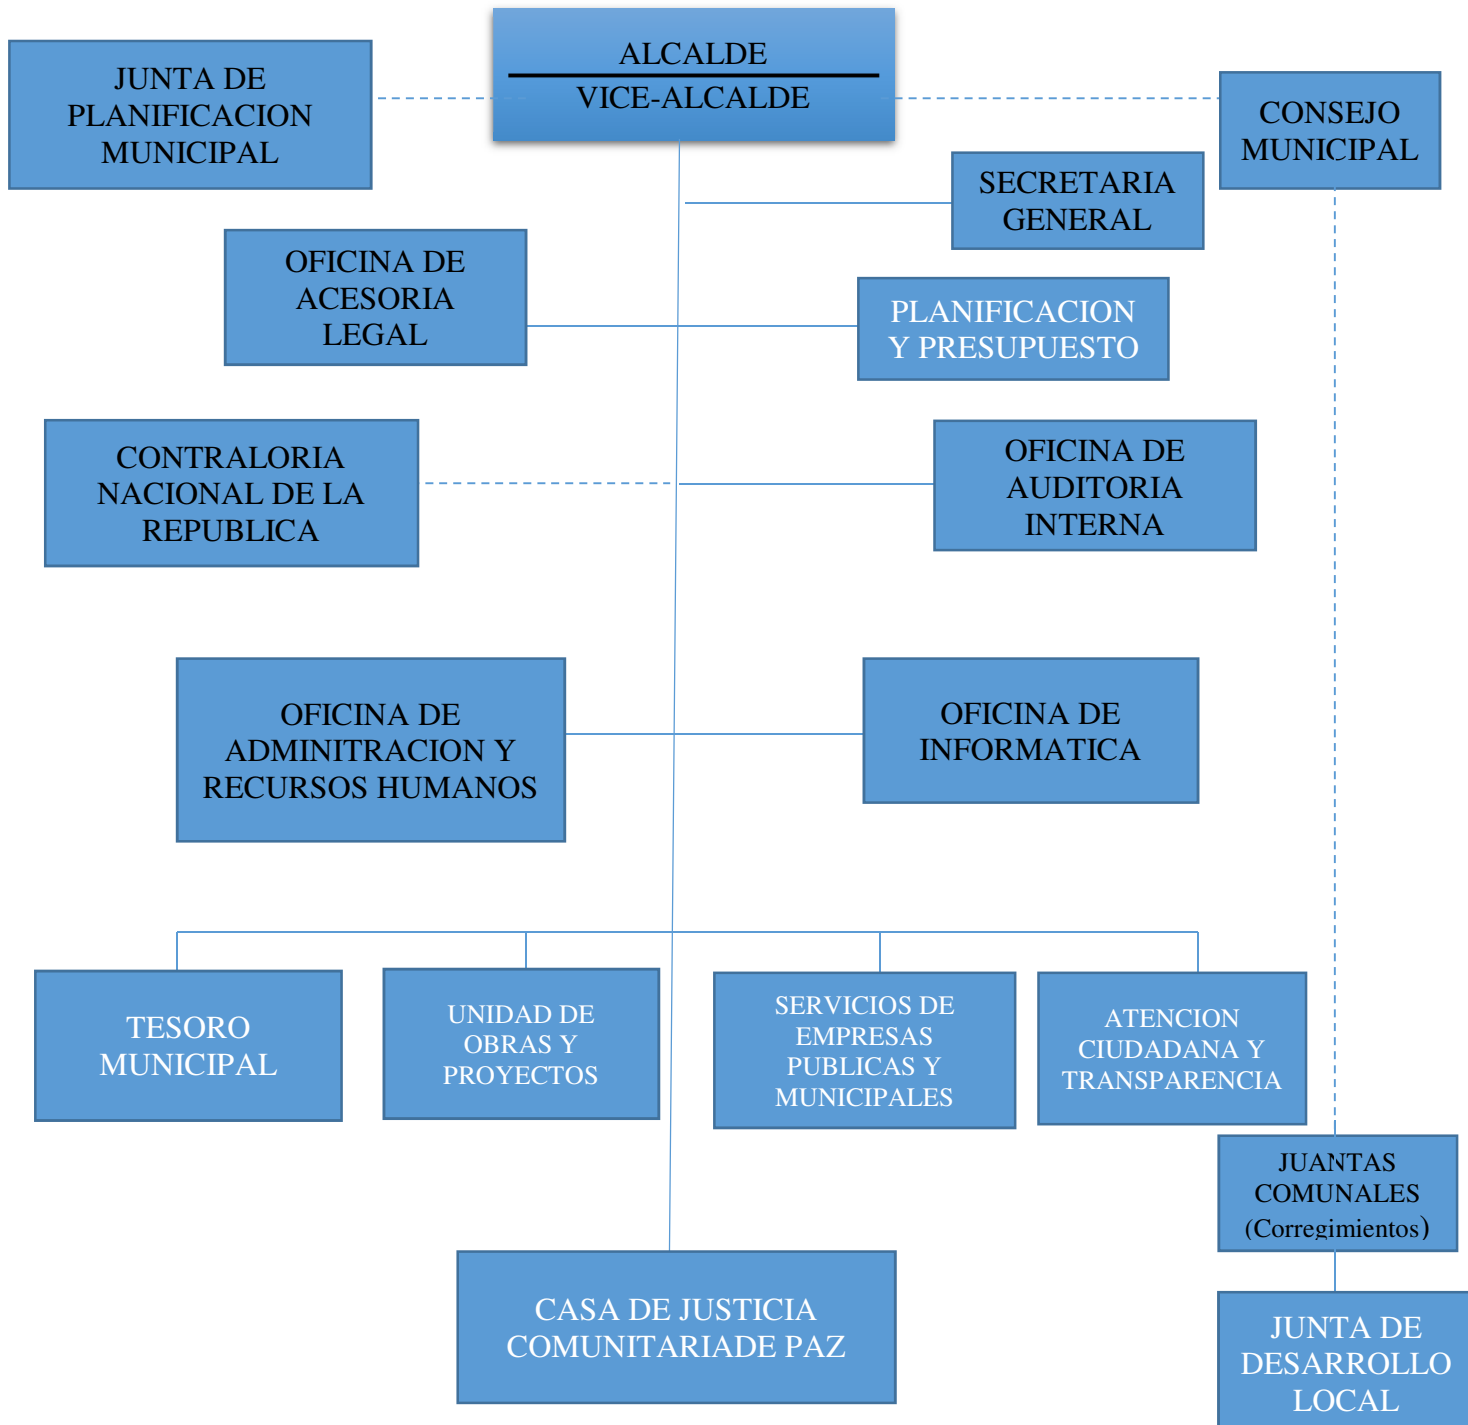 ALCALDE
VICE-ALCALDE
JUNTA DE
PLANIFICACION
MUNICIPAL
CONSEJO
MUNICIPAL
SECRETARIA
GENERAL
OFICINA DE
ACESORIA
LEGAL
PLANIFICACION
Y PRESUPUESTO
CONTRALORIA
NACIONAL DE LA
REPUBLICA
OFICINA DE
AUDITORIA
INTERNA
OFICINA DE
ADMINITRACION Y
RECURSOS HUMANOS
OFICINA DE
INFORMATICA
TESORO
MUNICIPAL
UNIDAD DE
OBRAS Y
PROYECTOS
SERVICIOS DE
EMPRESAS
PUBLICAS Y
MUNICIPALES
ATENCION
CIUDADANA Y
TRANSPARENCIA
JUANTAS
COMUNALES
(Corregimientos)
CASA DE JUSTICIA
COMUNITARIADE PAZ
JUNTA DE
DESARROLLO
LOCAL